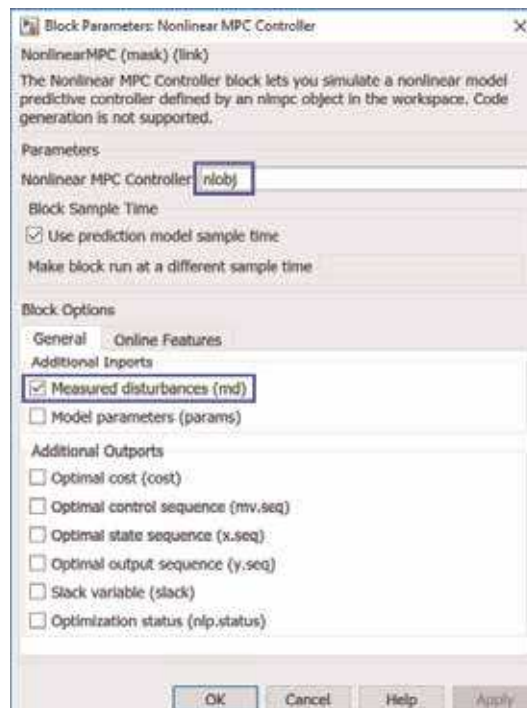 Block Parameters: Nonlinear MPC Controller
NonlinearMPC (mask) (link)
The Nonlinear MPC Controller block lets you simulate a nonlinear model
predictive controller defined by an nlmpc object in the workspace. Code
generation is not supported.
Parameters
Nonlinear MPC Controller nlobj
Block Sample Time
Use prediction model sample time
Make block run at a different sample time
Block Options
General Online Features
Additional Inports
Measured disturbances (md)
Model parameters (params)
Additional Outports
Optimal cost (cost)
Optimal control sequence (mv.seq)
Optimal state sequence (x.seq)
Optimal output sequence (y.seq)
Slack variable (slack)
Optimization status (nlp.status)
OK Cancel Help Apply